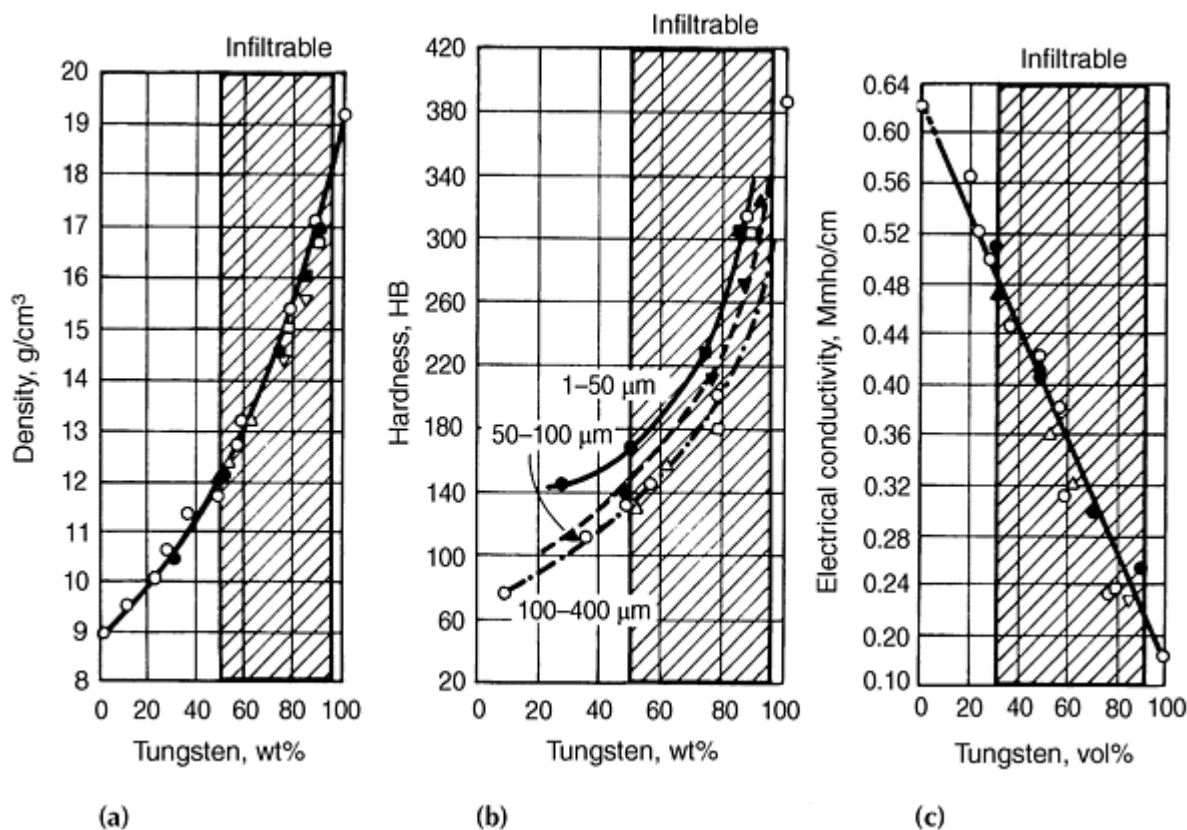 Infiltrable
20
19
18
17
16
15
14
13
12
11
10
9
8
Density, g/cm³
0 20 40 60 80 100
Tungsten, wt%
(a)
Infiltrable
420
380
340
300
260
220
180
140
100
60
20
Hardness, HB
1–50 μm
50–100 μm
100–400 μm
0 20 40 60 80 100
Tungsten, wt%
(b)
Infiltrable
0.64
0.60
0.56
0.52
0.48
0.44
0.40
0.36
0.32
0.28
0.24
0.20
0.10
Electrical conductivity, Mmho/cm
0 20 40 60 80 100
Tungsten, vol%
(c)